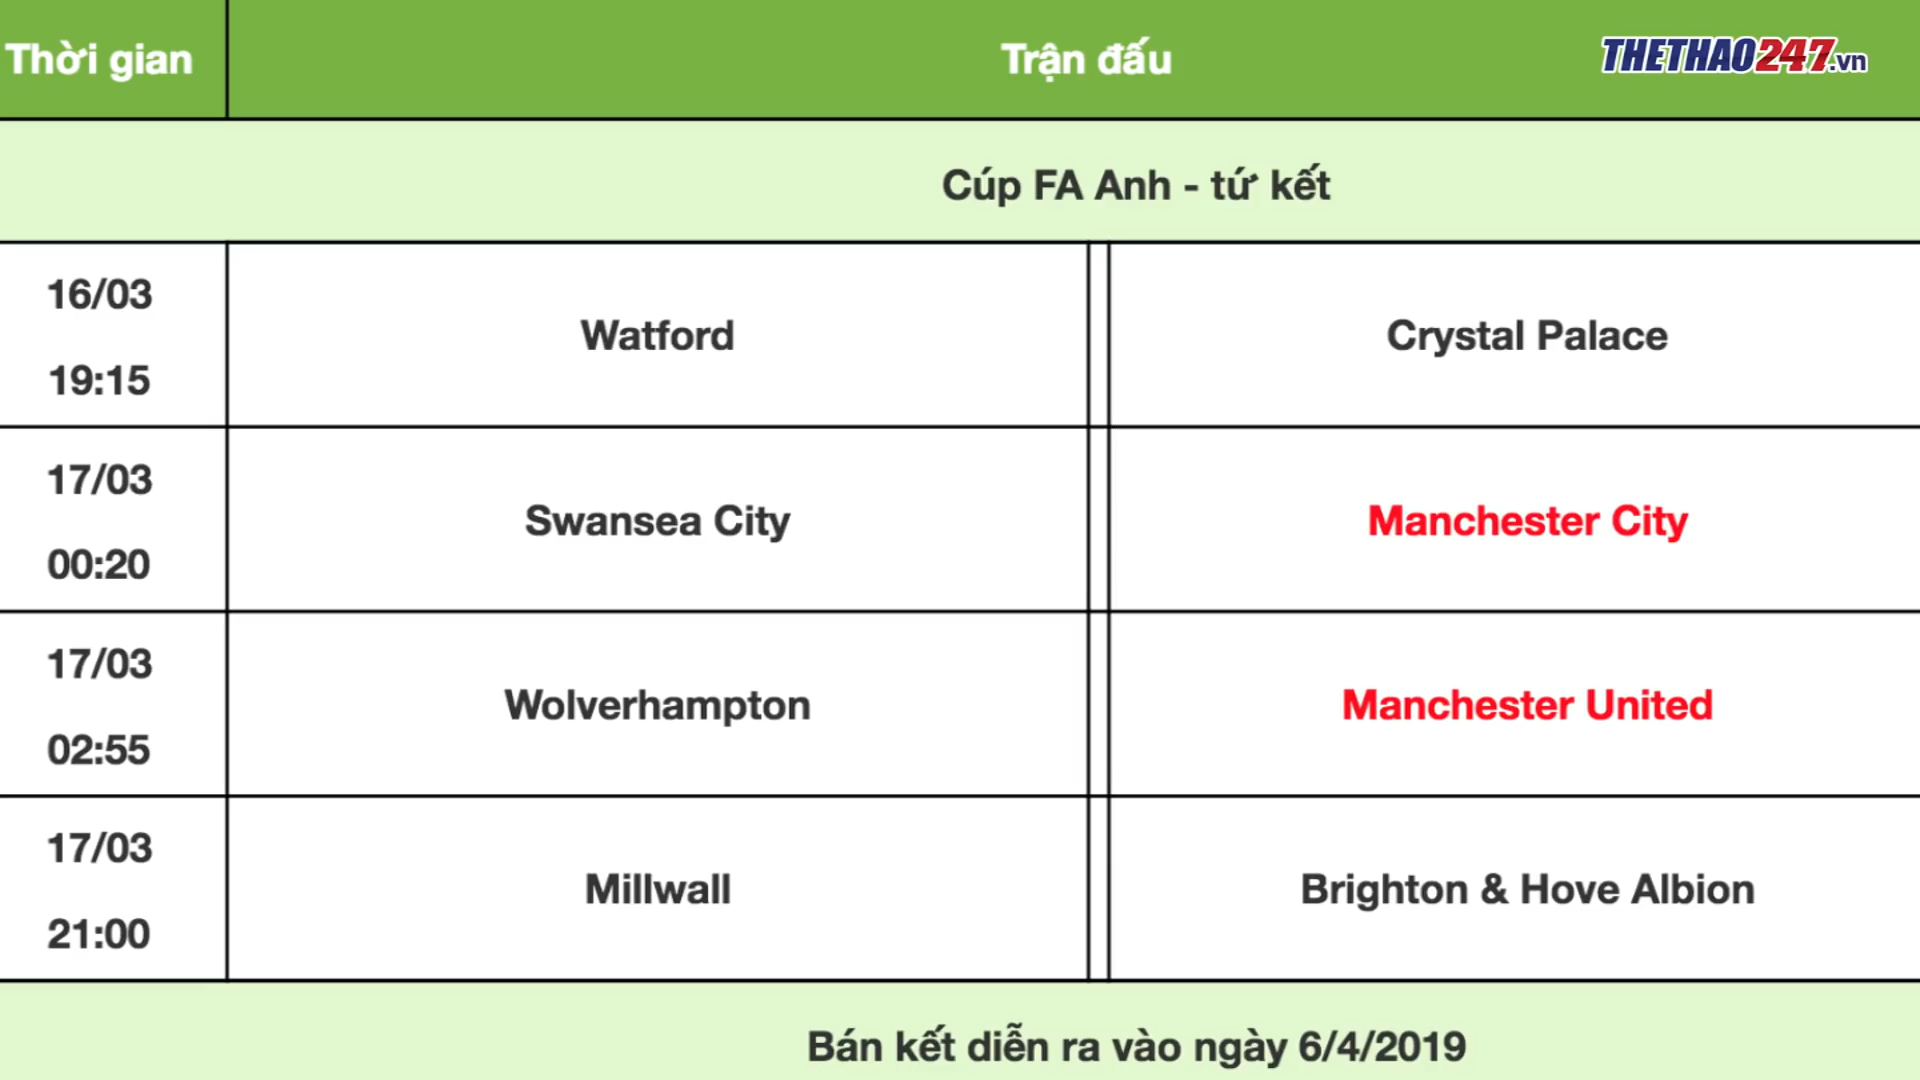 Thời gian
Trận đấu
THETHAO247.vn
Cúp FA Anh - tứ kết
16/03
19:15
Watford
Crystal Palace
17/03
00:20
Swansea City
Manchester City
17/03
02:55
Wolverhampton
Manchester United
17/03
21:00
Millwall
Brighton & Hove Albion
Bán kết diễn ra vào ngày 6/4/2019